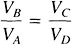 V_B/V_A = V_C/V_D